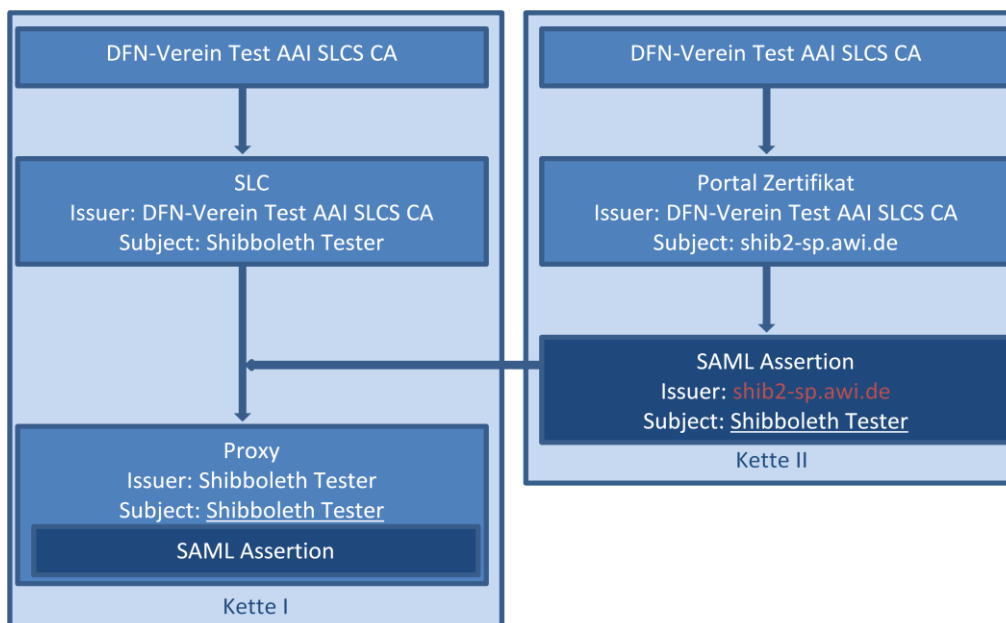 DFN-Verein Test AAI SLCS CA
SLC
Issuer: DFN-Verein Test AAI SLCS CA
Subject: Shibboleth Tester
Proxy
Issuer: Shibboleth Tester
Subject: Shibboleth Tester
SAML Assertion
Kette I
DFN-Verein Test AAI SLCS CA
Portal Zertifikat
Issuer: DFN-Verein Test AAI SLCS CA
Subject: shib2-sp.awi.de
SAML Assertion
Issuer: shib2-sp.awi.de
Subject: Shibboleth Tester
Kette II